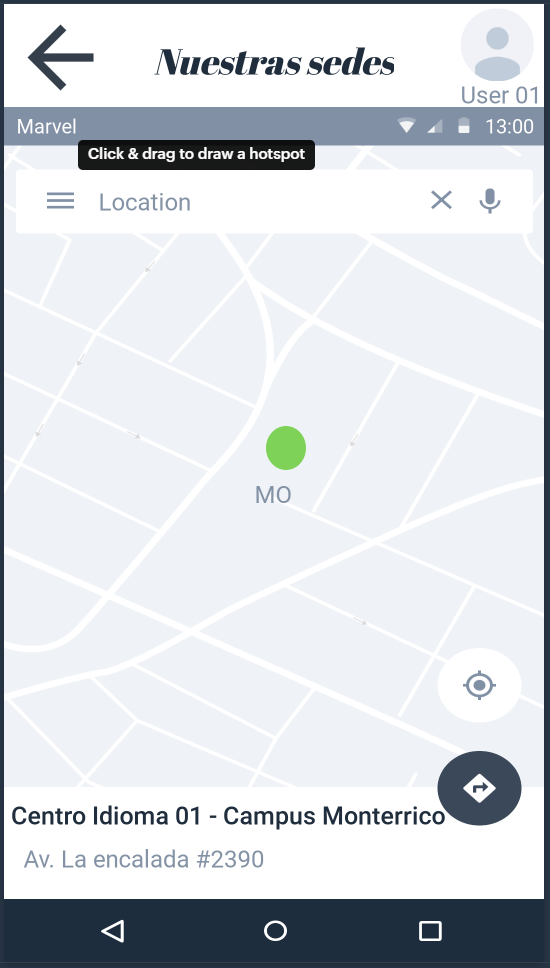 Nuestras sedes
User 01
Marvel 13:00
Click & drag to draw a hotspot
Location
MO
Centro Idioma 01 - Campus Monterrico
Av. La encalada #2390